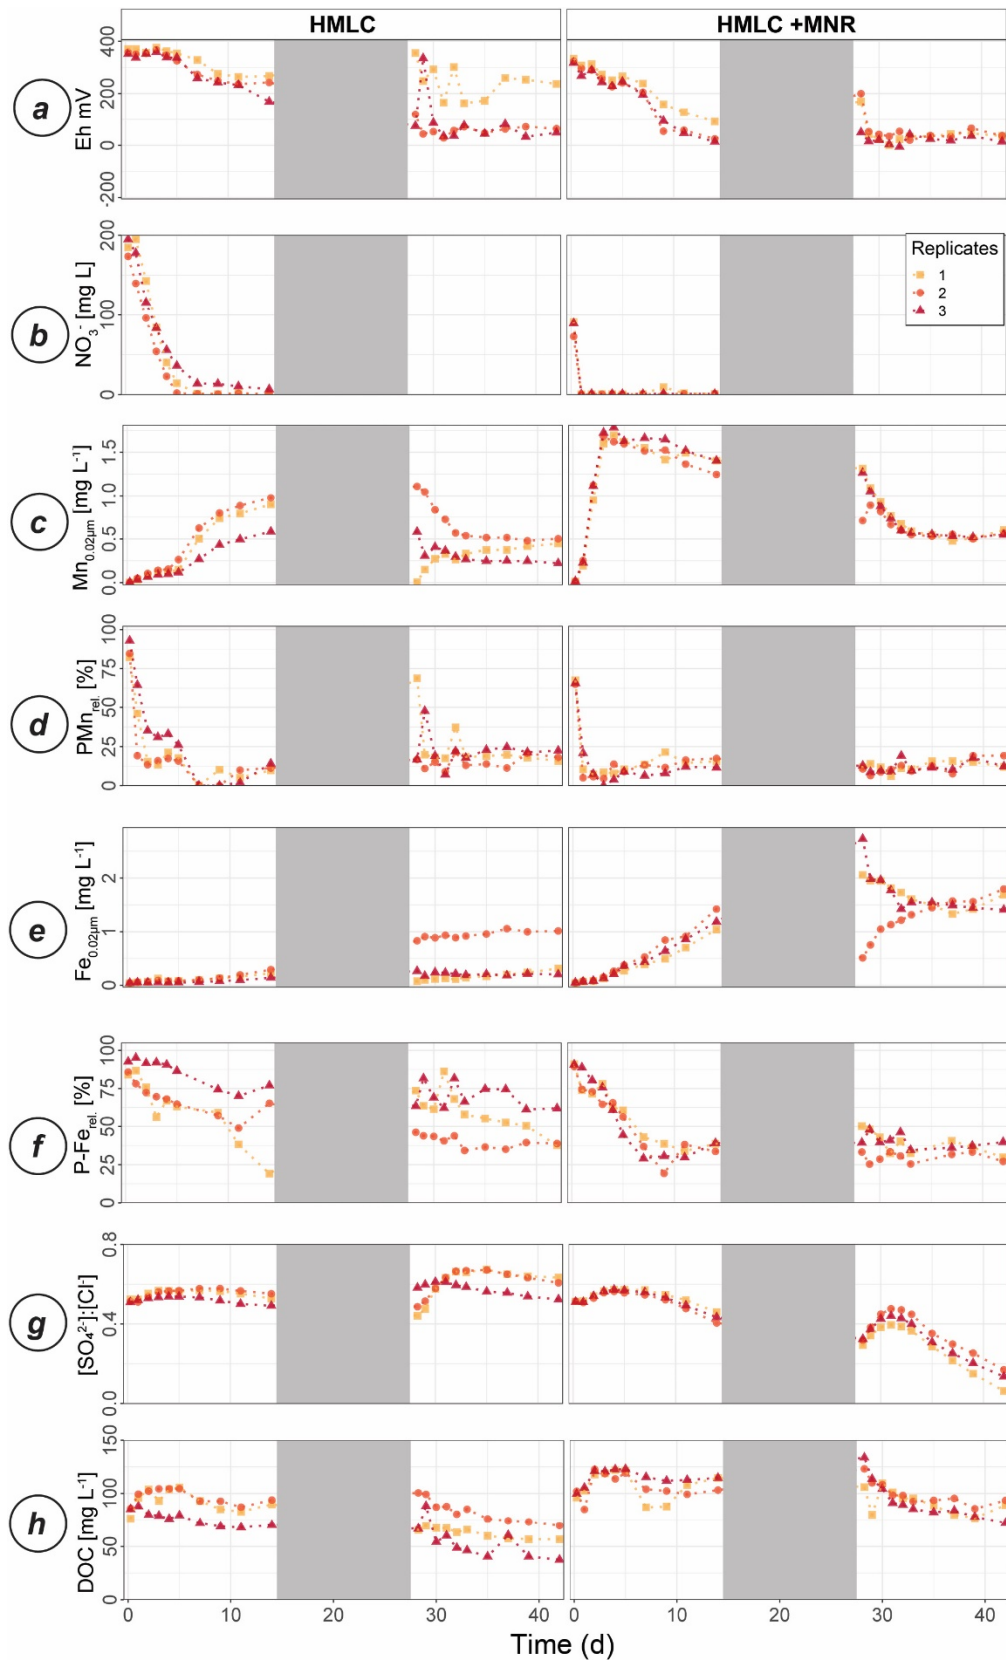 HMLC HMLC +MNR
a
Eh mV
400
200
0
-200
b
NO₃⁻ [mg L]
200
100
0
Replicates
1
2
3
c
Mn0.02µm [mg L⁻¹]
1.5
1.0
0.5
0.0
d
PMnrel. [%]
100
75
50
25
0
e
Fe0.02µm [mg L⁻¹]
2
1
0
f
P-Ferel. [%]
100
75
50
25
0
g
[SO₄²⁻]:[Cl⁻]
0.8
0.4
0.0
h
DOC [mg L⁻¹]
150
100
50
0
0 10 30 40 0 10 30 40
Time (d)